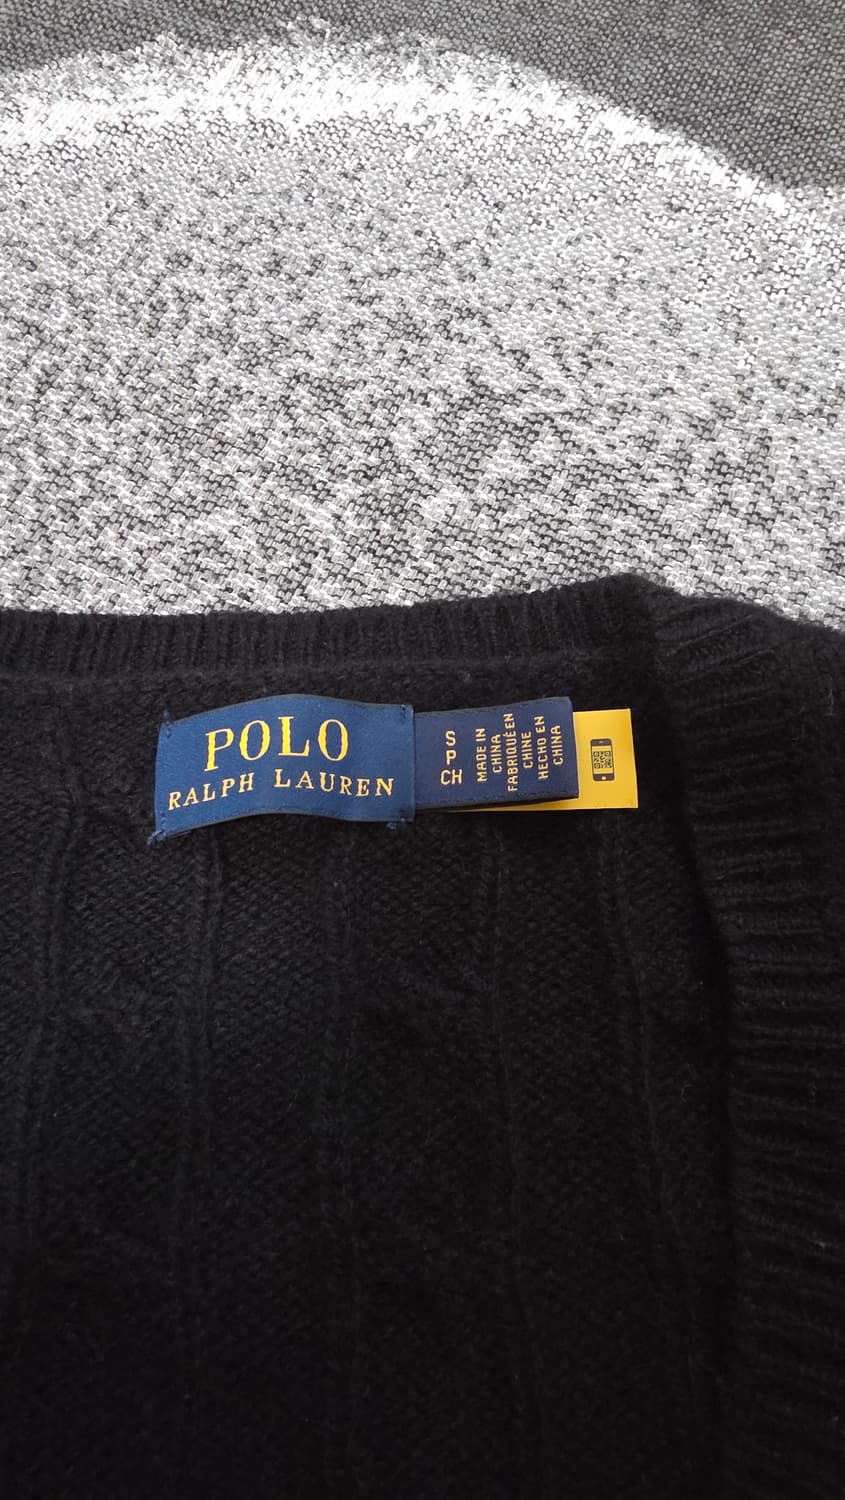 POLO
RALPH LAUREN
S
P
CH
MADE IN
CHINA
FABRIQUÉ EN
CHINE
HECHO EN
CHINA